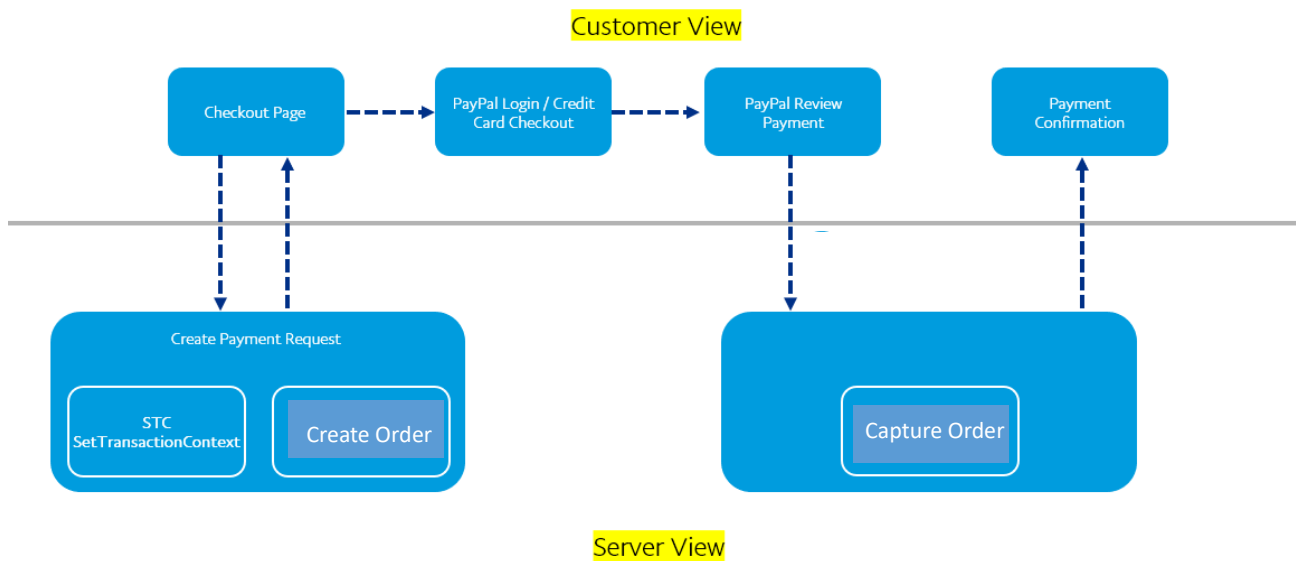 Customer View
Checkout Page
PayPal Login / Credit
Card Checkout
PayPal Review
Payment
Payment
Confirmation
Create Payment Request
STC
SetTransactionContext
Create Order
Capture Order
Server View